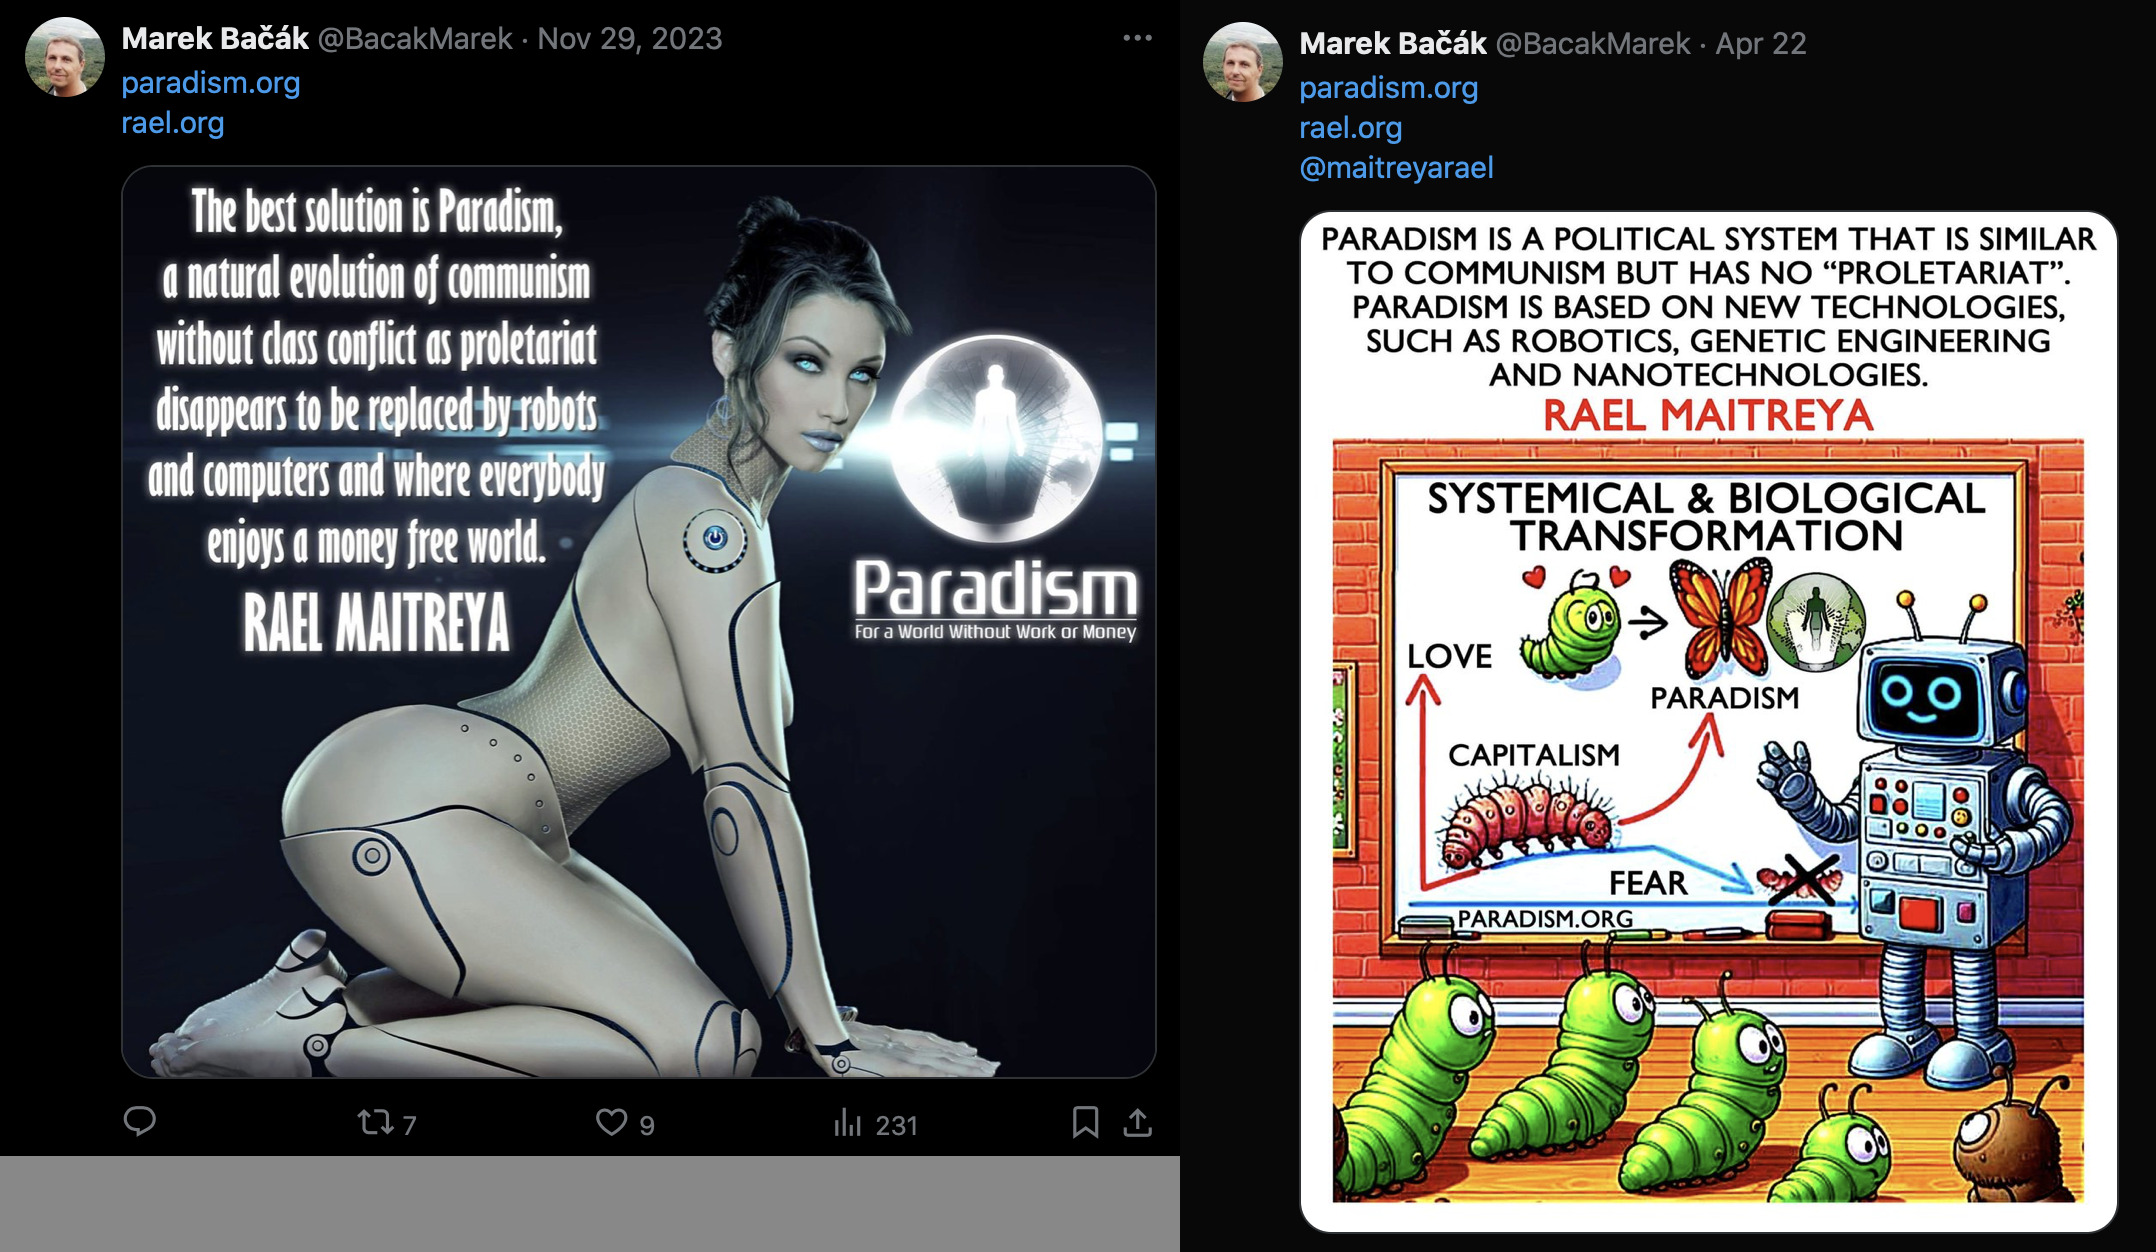 Marek Bačák @BacakMarek · Nov 29, 2023
paradism.org
rael.org
The best solution is Paradism,
a natural evolution of communism
without class conflict as proletariat
disappears to be replaced by robots
and computers and where everybody
enjoys a money free world.
RAEL MAITREYA
Paradism
For a World Without Work or Money
7
9
231
Marek Bačák @BacakMarek · Apr 22
paradism.org
rael.org
@maitreyarael
PARADISM IS A POLITICAL SYSTEM THAT IS SIMILAR
TO COMMUNISM BUT HAS NO “PROLETARIAT”.
PARADISM IS BASED ON NEW TECHNOLOGIES,
SUCH AS ROBOTICS, GENETIC ENGINEERING
AND NANOTECHNOLOGIES.
RAEL MAITREYA
SYSTEMICAL & BIOLOGICAL
TRANSFORMATION
LOVE
PARADISM
CAPITALISM
FEAR
PARADISM.ORG